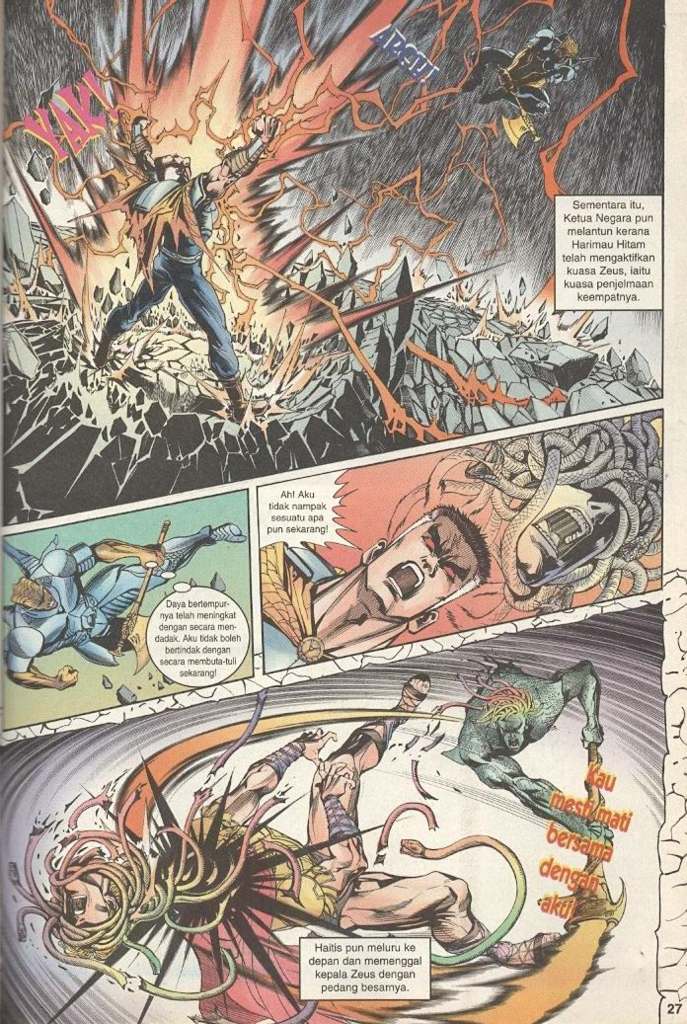 YAK!
ARGH!
Sementara itu,
Ketua Negara pun
melantun kerana
Harimau Hitam
telah mengaktifkan
kuasa Zeus, iaitu
kuasa penjelmaan
keempatnya.
Ah! Aku
tidak nampak
sesuatu apa
pun sekarang!
Daya bertempur-
nya telah meningkat
dengan secara men-
dadak. Aku tidak boleh
bertindak dengan
secara membuta-tuli
sekarang!
Kau
mesti mati
bersama
dengan
aku!
Haitis pun meluru ke
depan dan memenggal
kepala Zeus dengan
pedang besarnya.
27